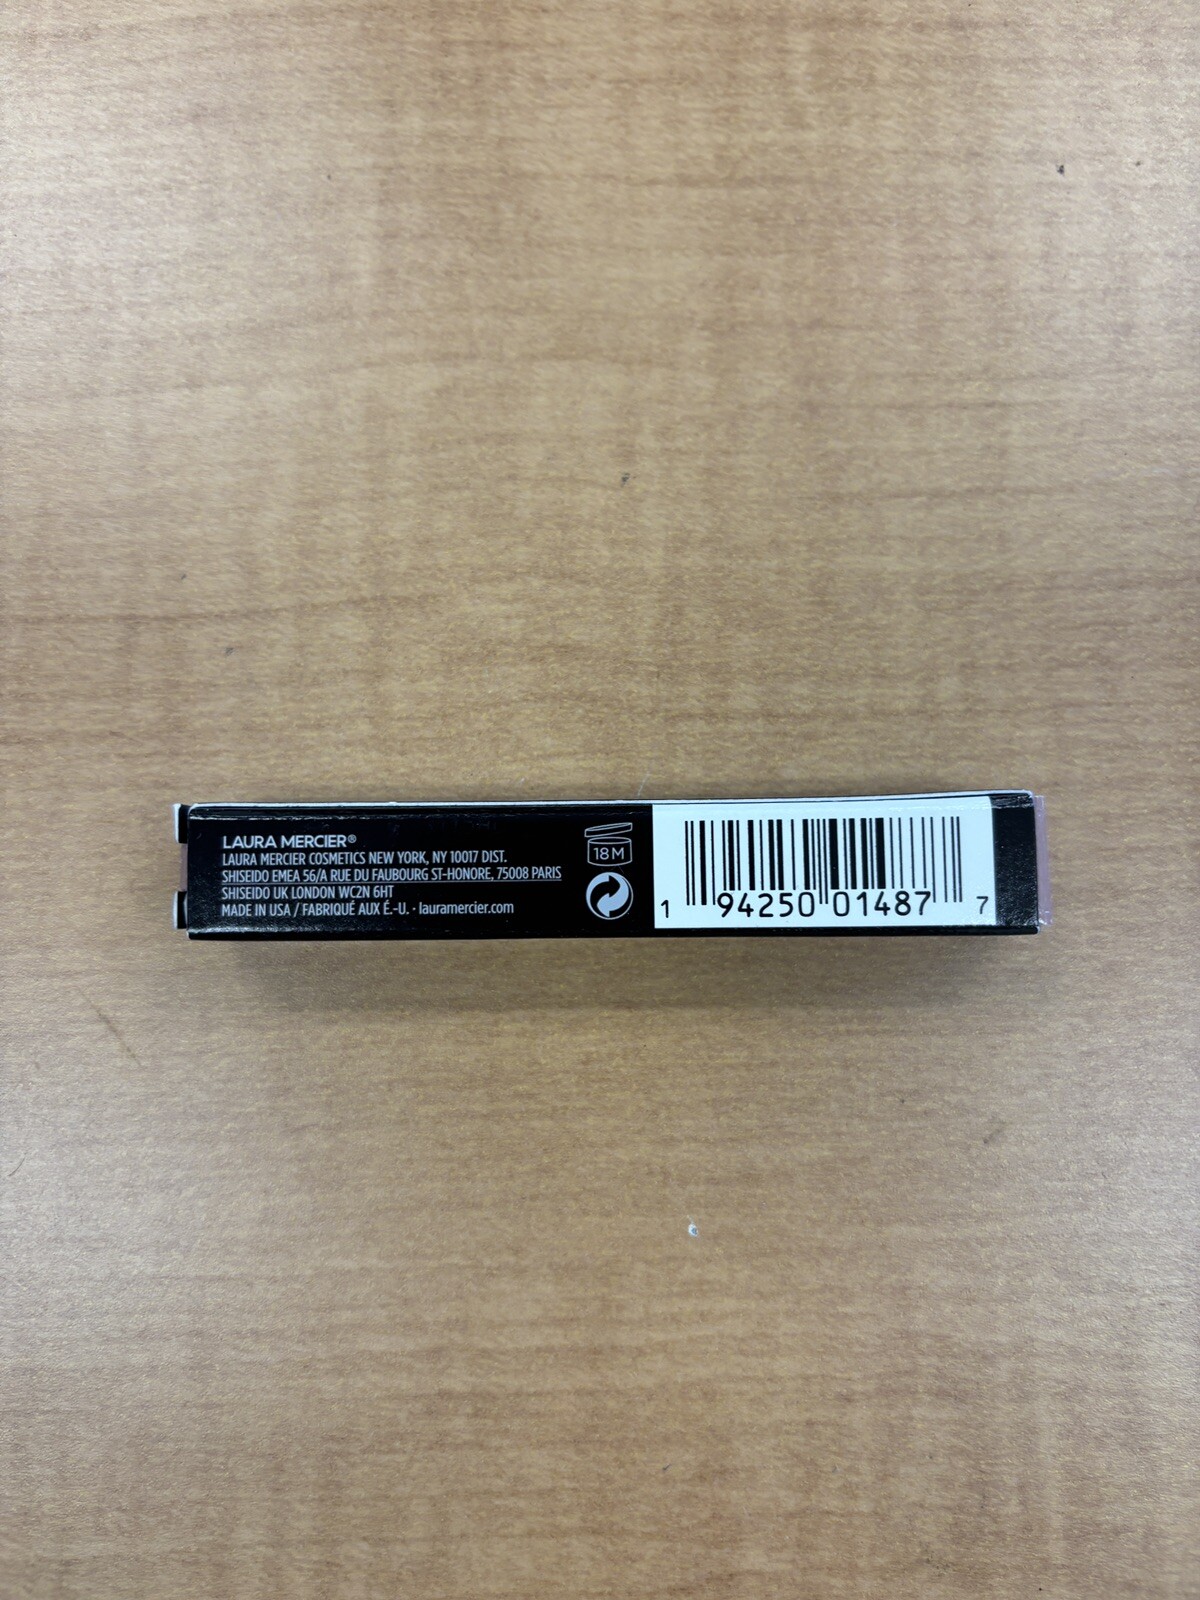 LAURA MERCIER®
LAURA MERCIER COSMETICS NEW YORK, NY 10017 DIST.
SHISEIDO EMEA 56/A RUE DU FAUBOURG ST-HONORE, 75008 PARIS
SHISEIDO UK LONDON WC2N 6HT
MADE IN USA / FABRIQUÉ AUX É.-U. · lauramercier.com
18M
1 94250 01487 7